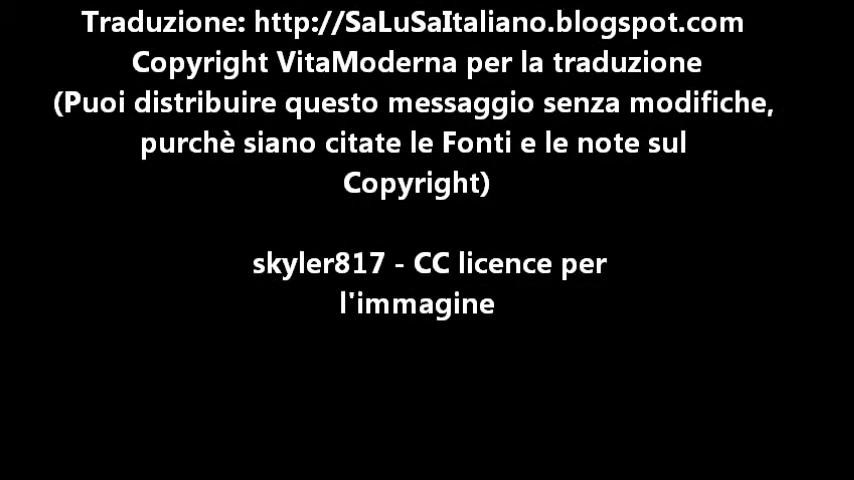 Traduzione: http://SaLuSaItaliano.blogspot.com
Copyright VitaModerna per la traduzione
(Puoi distribuire questo messaggio senza modifiche,
purchè siano citate le Fonti e le note sul
Copyright)
skyler817 - CC licence per
l'immagine